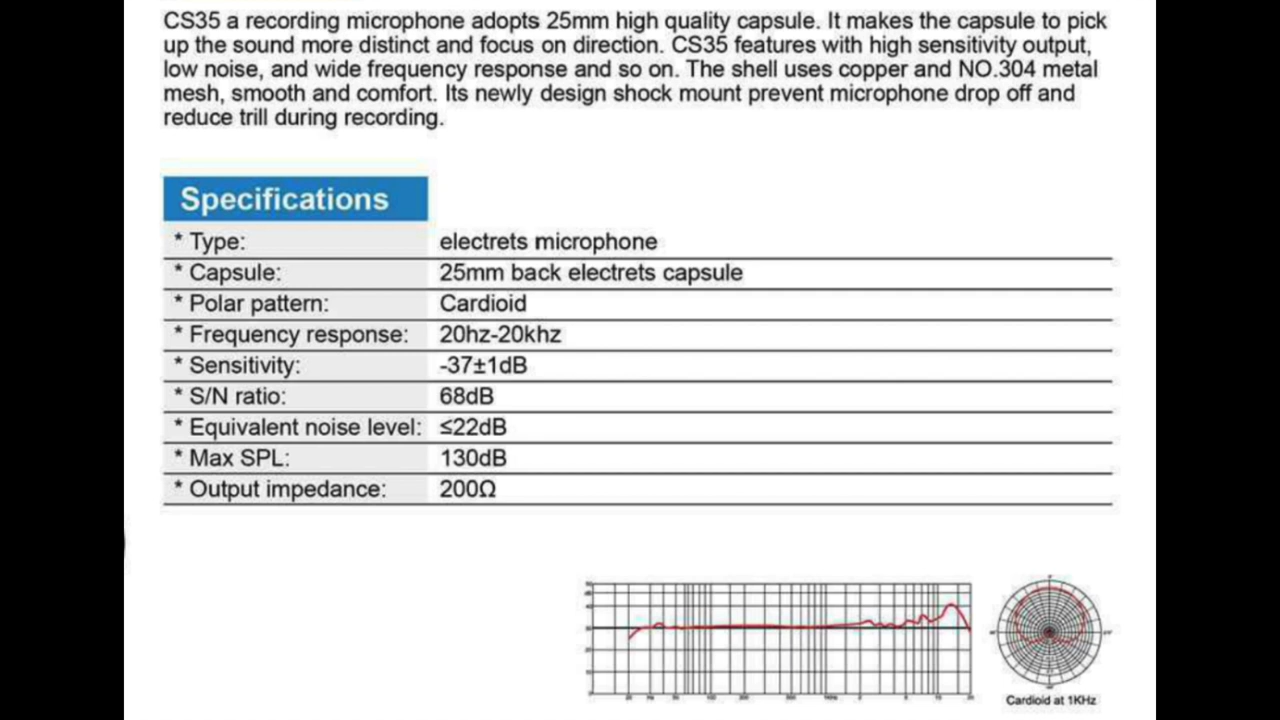 CS35 a recording microphone adopts 25mm high quality capsule. It makes the capsule to pick
up the sound more distinct and focus on direction. CS35 features with high sensitivity output,
low noise, and wide frequency response and so on. The shell uses copper and NO.304 metal
mesh, smooth and comfort. Its newly design shock mount prevent microphone drop off and
reduce trill during recording.
Specifications
* Type: electrets microphone
* Capsule: 25mm back electrets capsule
* Polar pattern: Cardioid
* Frequency response: 20hz-20khz
* Sensitivity: -37±1dB
* S/N ratio: 68dB
* Equivalent noise level: ≤22dB
* Max SPL: 130dB
* Output impedance: 200Ω
Cardioid at 1KHz